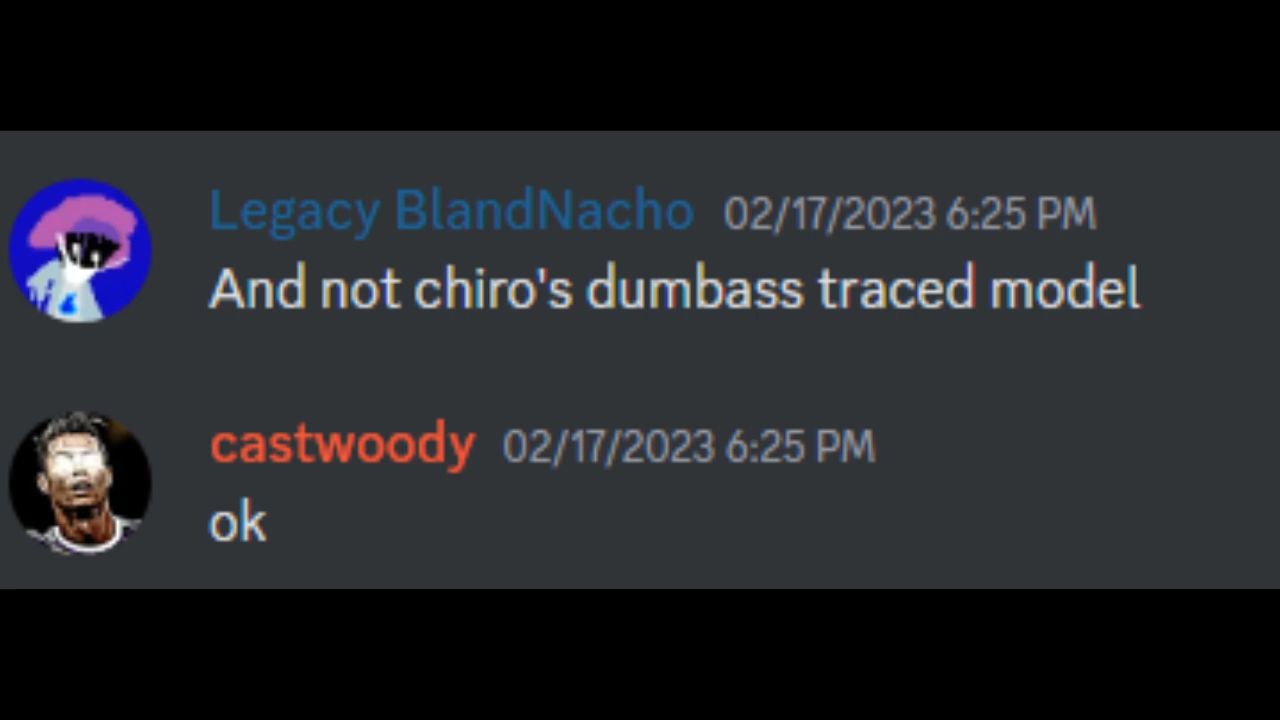 Legacy BlandNacho 02/17/2023 6:25 PM
And not chiro's dumbass traced model
castwoody 02/17/2023 6:25 PM
ok